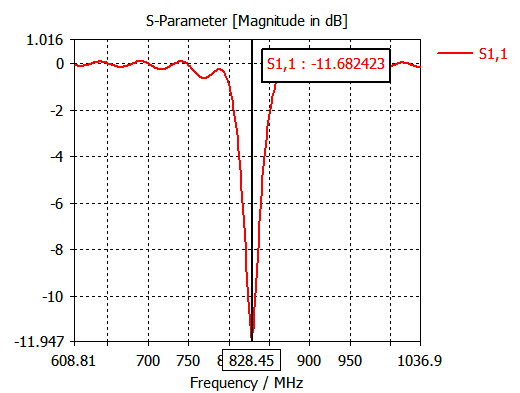 S-Parameter [Magnitude in dB]
1.016
0
-2
-4
-6
-8
-10
-11.947
S1,1 : -11.682423
S1,1
608.81 700 750 8 828.45 900 950 1036.9
Frequency / MHz